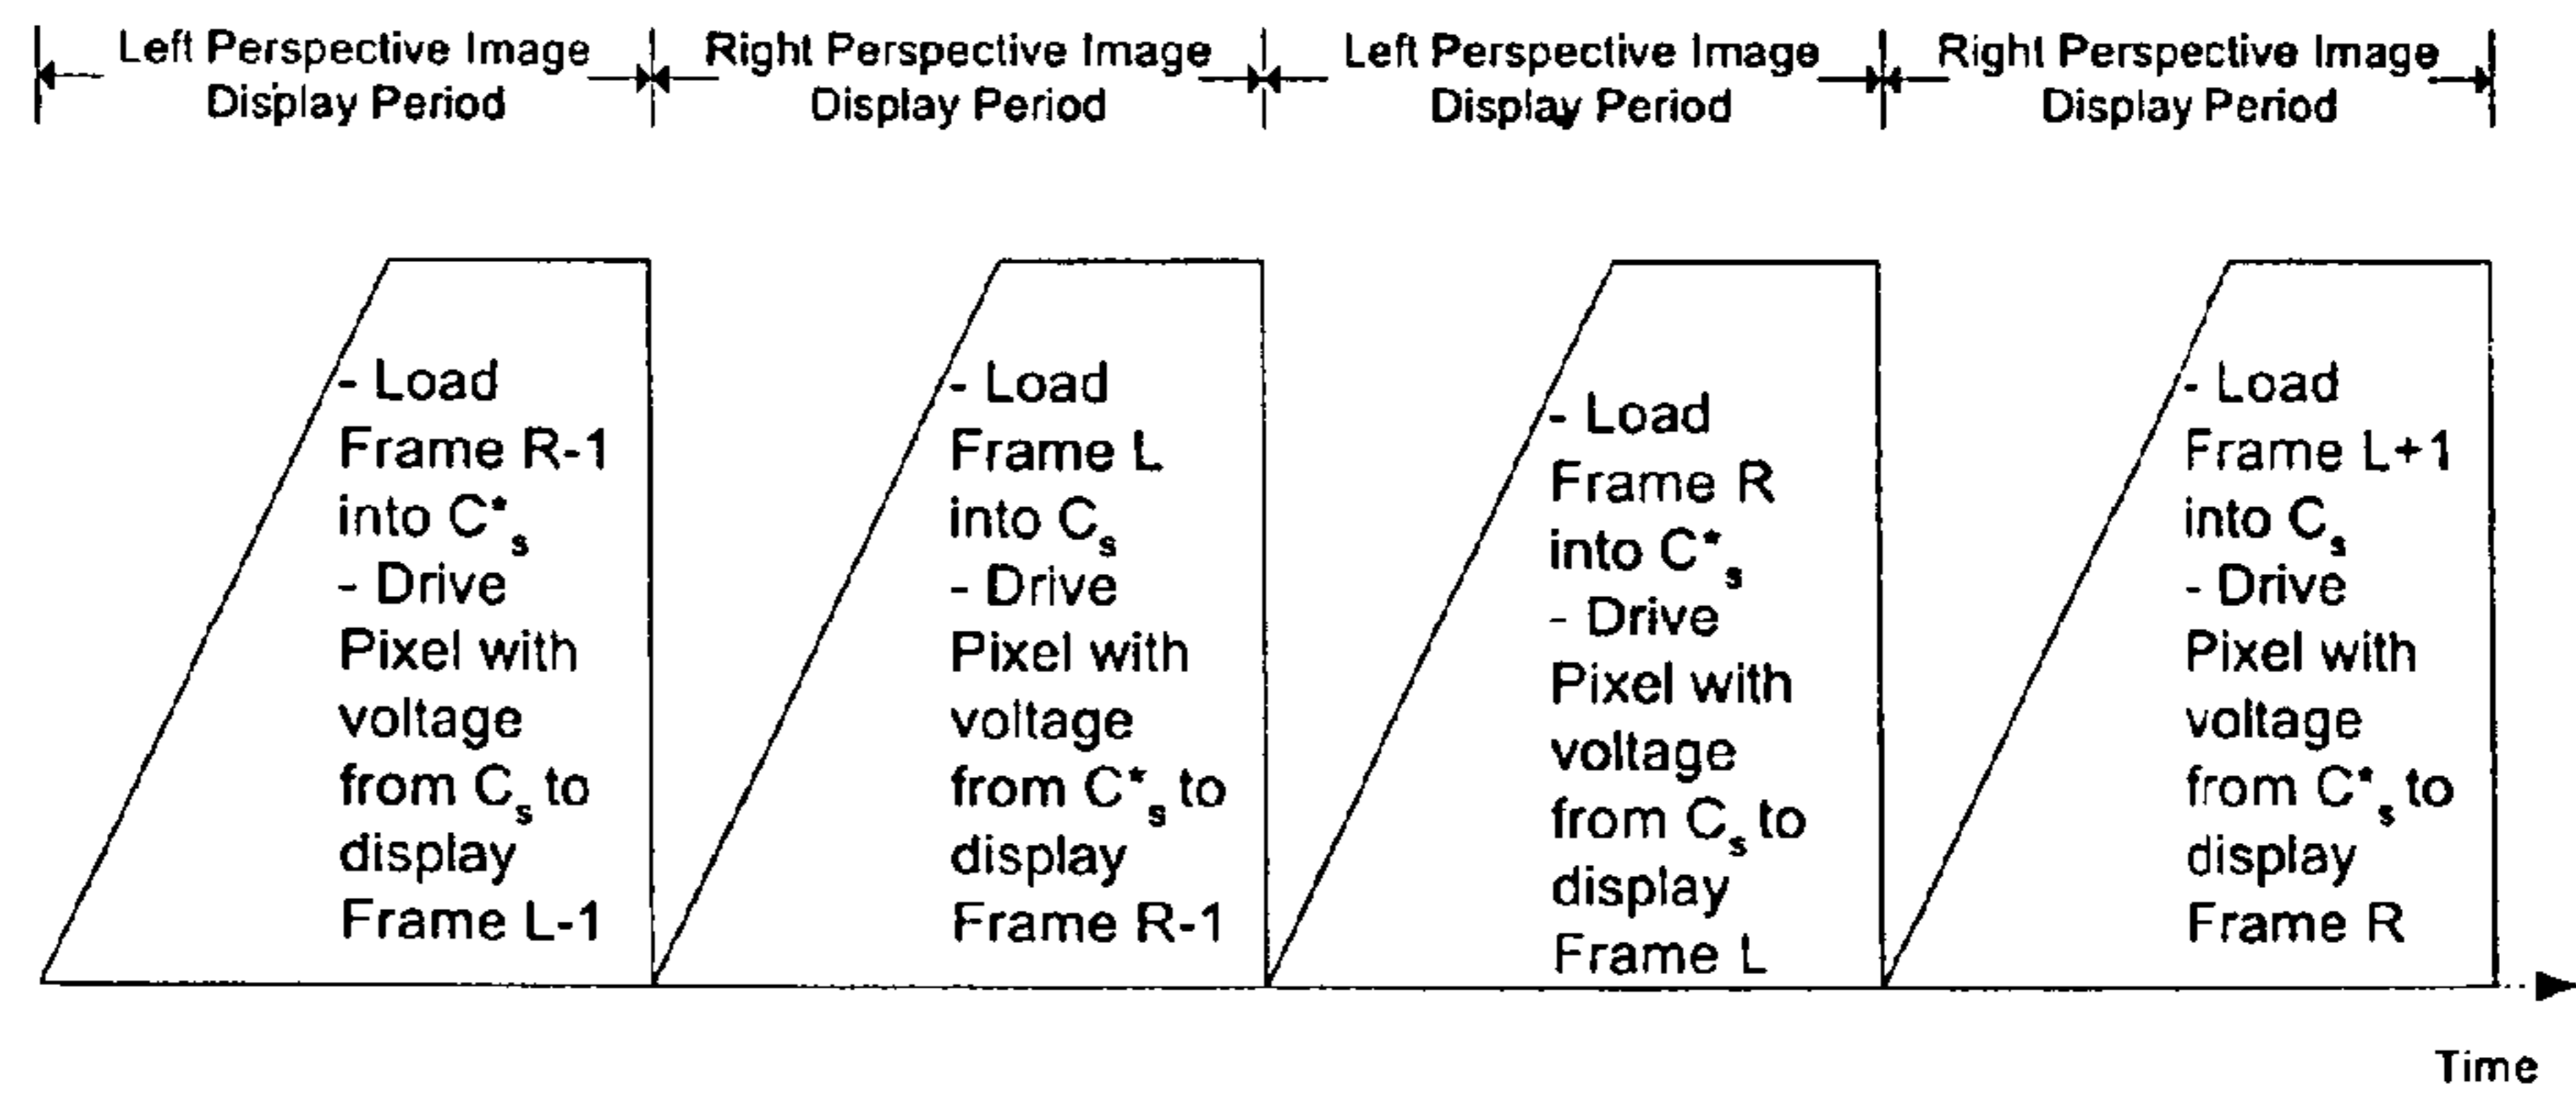 Left Perspective Image
Display Period
Right Perspective Image
Display Period
Left Perspective Image
Display Period
Right Perspective Image
Display Period
- Load
Frame R-1
into C*s
- Drive
Pixel with
voltage
from Cs to
display
Frame L-1
- Load
Frame L
into Cs
- Drive
Pixel with
voltage
from C*s to
display
Frame R-1
- Load
Frame R
into C*s
- Drive
Pixel with
voltage
from Cs to
display
Frame L
- Load
Frame L+1
into Cs
- Drive
Pixel with
voltage
from C*s to
display
Frame R
Time